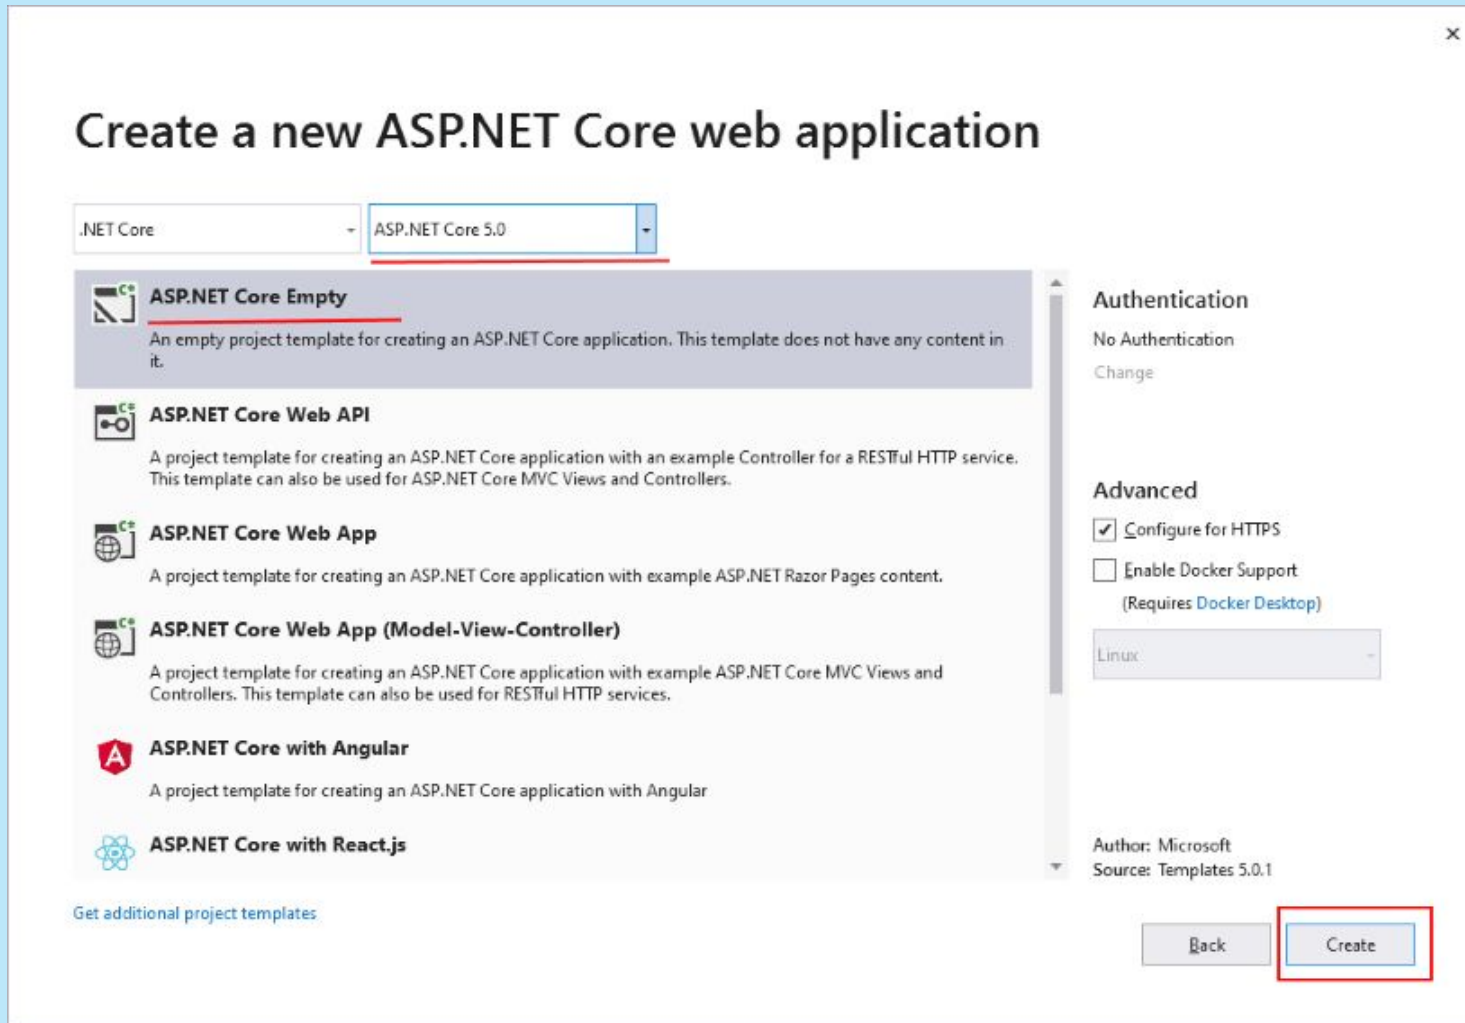 Create a new ASP.NET Core web application
.NET Core
ASP.NET Core 5.0
ASP.NET Core Empty
An empty project template for creating an ASP.NET Core application. This template does not have any content in
it.
ASP.NET Core Web API
A project template for creating an ASP.NET Core application with an example Controller for a RESTful HTTP service.
This template can also be used for ASP.NET Core MVC Views and Controllers.
ASP.NET Core Web App
A project template for creating an ASP.NET Core application with example ASP.NET Razor Pages content.
ASP.NET Core Web App (Model-View-Controller)
A project template for creating an ASP.NET Core application with example ASP.NET Core MVC Views and
Controllers. This template can also be used for RESTful HTTP services.
ASP.NET Core with Angular
A project template for creating an ASP.NET Core application with Angular
ASP.NET Core with React.js
Get additional project templates
Authentication
No Authentication
Change
Advanced
Configure for HTTPS
Enable Docker Support
(Requires Docker Desktop)
Linux
Author: Microsoft
Source: Templates 5.0.1
Back
Create